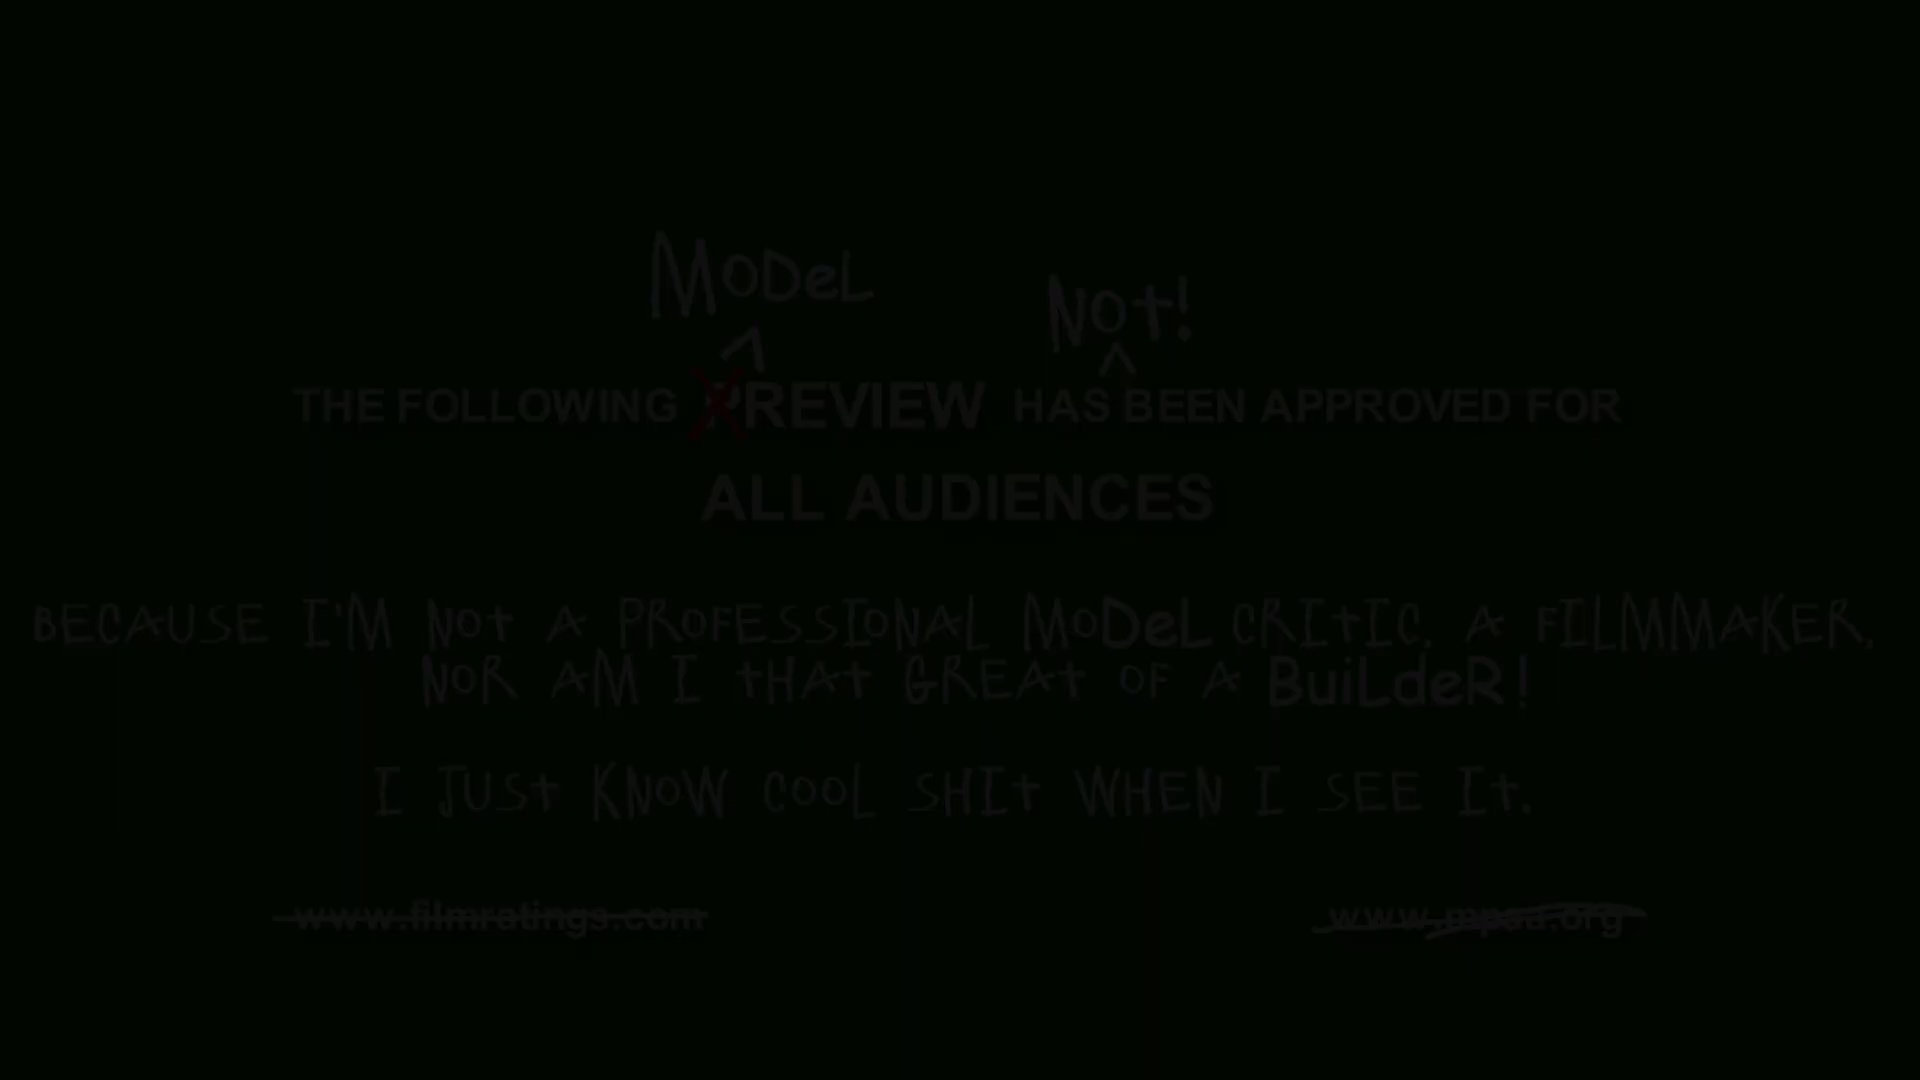 MoDeL
Not!
THE FOLLOWING PREVIEW HAS BEEN APPROVED FOR
ALL AUDIENCES
BECAUSE I'M Not A PROFESSIONAL MoDeL CRItIC. A FILMMAKER,
NOR AM I tHAt GREAt OF A BuiLdeR!
I JUSt KNOW COOL SHIt WHEN I SEE It.
www.filmratings.com www.mpaa.org